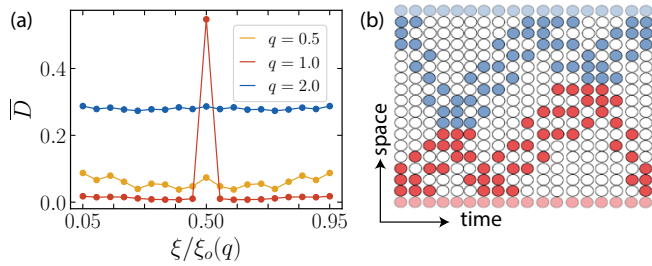 (a)
0.4
0.2
0.0
D̅
q = 0.5
q = 1.0
q = 2.0
0.05
0.50
0.95
ξ/ξₒ(q)
(b)
space
time